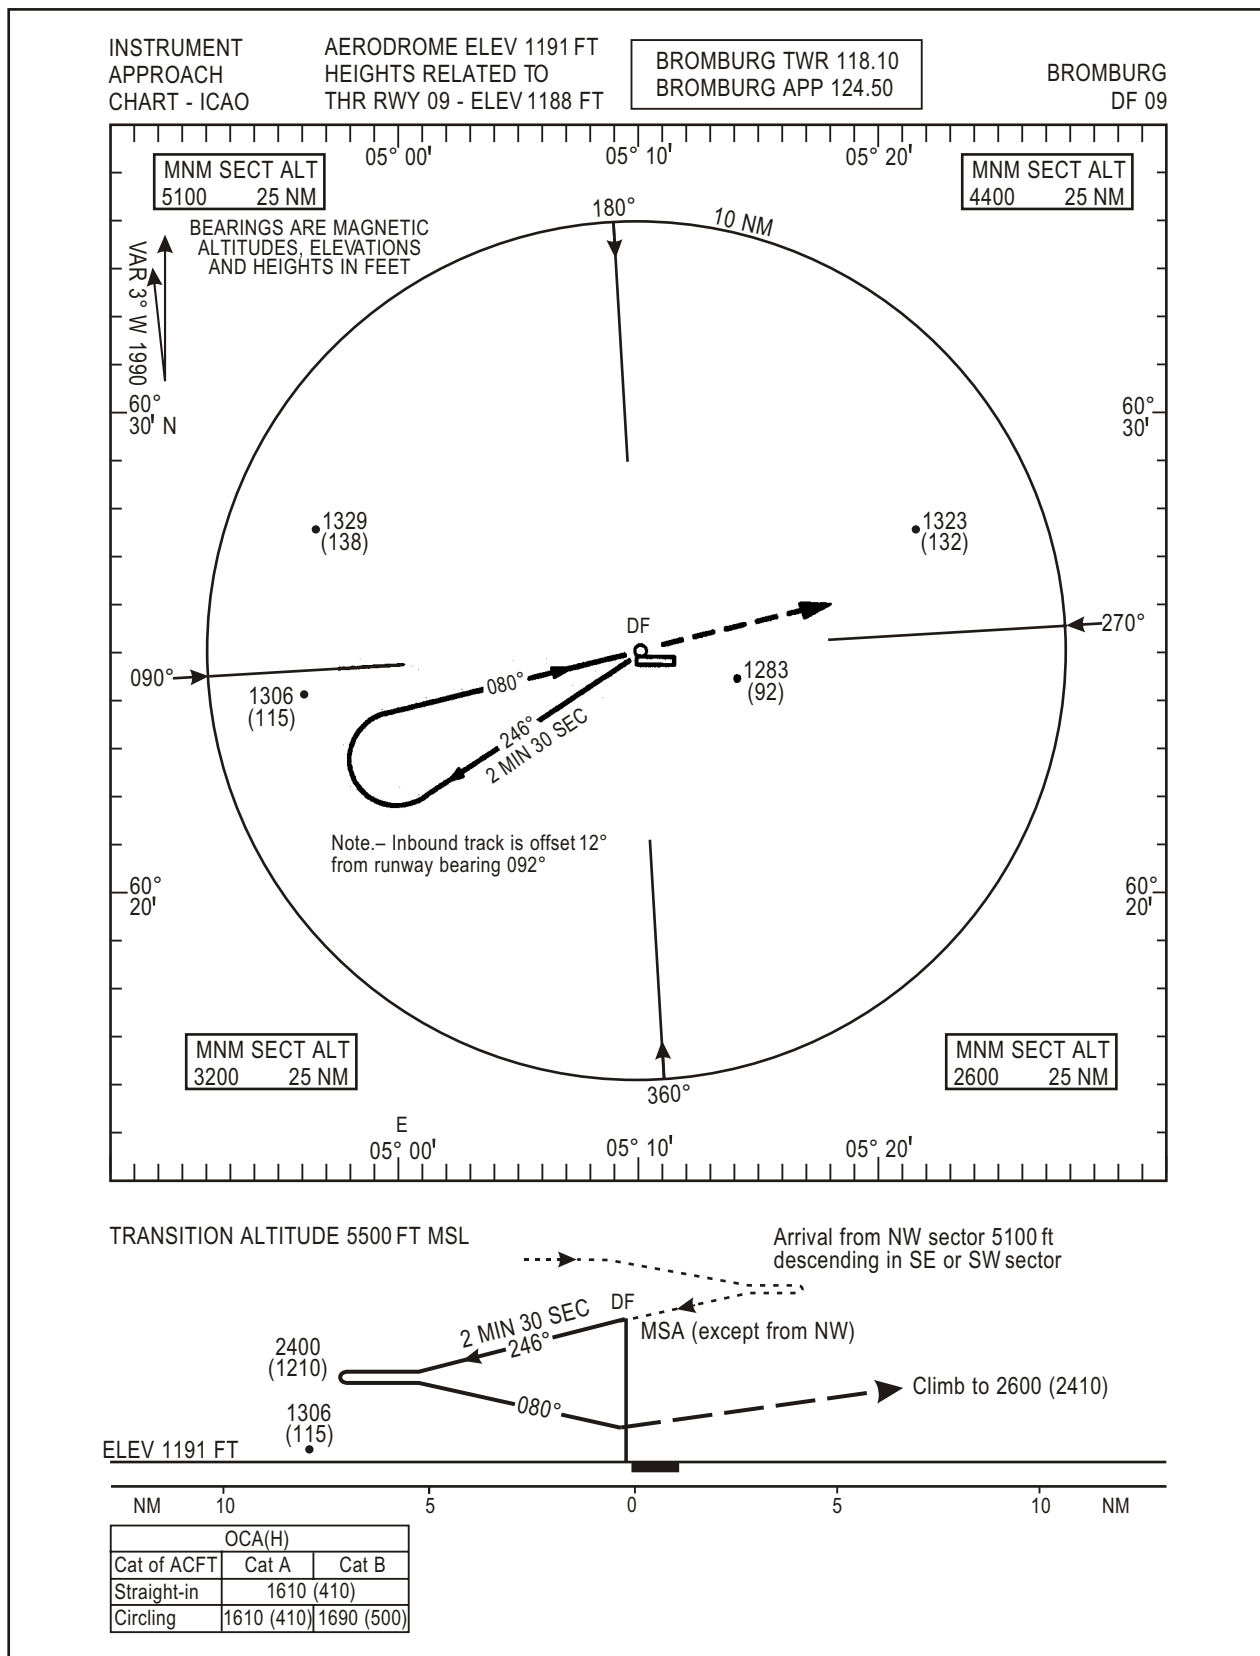 INSTRUMENT
APPROACH
CHART - ICAO
AERODROME ELEV 1191 FT
HEIGHTS RELATED TO
THR RWY 09 - ELEV 1188 FT
BROMBURG TWR 118.10
BROMBURG APP 124.50
BROMBURG
DF 09
05° 00'
05° 10'
05° 20'
MNM SECT ALT
5100 25 NM
MNM SECT ALT
4400 25 NM
BEARINGS ARE MAGNETIC
ALTITUDES, ELEVATIONS
AND HEIGHTS IN FEET
VAR 3° W 1990
180°
10 NM
60°
30' N
60°
30'
1329
(138)
1323
(132)
DF
270°
090°
1306
(115)
080°
1283
(92)
246°
2 MIN 30 SEC
Note.– Inbound track is offset 12°
from runway bearing 092°
60°
20'
60°
20'
MNM SECT ALT
3200 25 NM
MNM SECT ALT
2600 25 NM
360°
E
05° 00'
05° 10'
05° 20'
TRANSITION ALTITUDE 5500 FT MSL
Arrival from NW sector 5100 ft
descending in SE or SW sector
DF
2 MIN 30 SEC
246°
MSA (except from NW)
2400
(1210)
Climb to 2600 (2410)
080°
1306
(115)
ELEV 1191 FT
NM 10 5 0 5 10 NM
OCA(H)
Cat of ACFT Cat A Cat B
Straight-in 1610 (410)
Circling 1610 (410) 1690 (500)